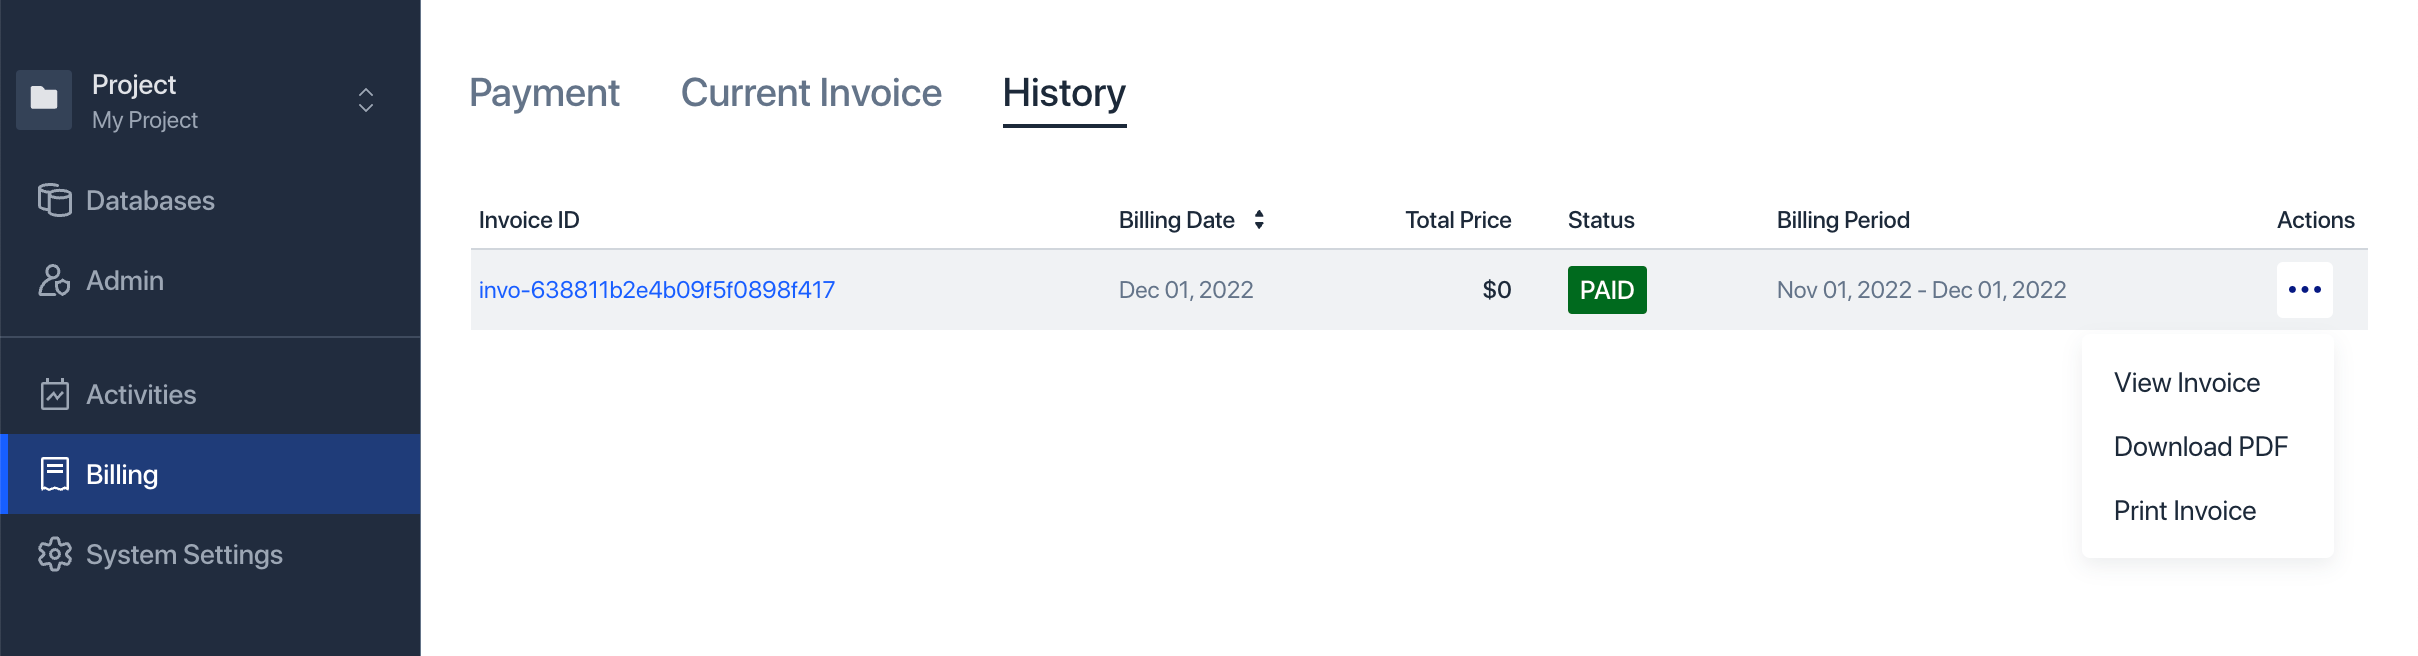 Project
My Project
Databases
Admin
Activities
Billing
System Settings
Payment Current Invoice History
Invoice ID Billing Date Total Price Status Billing Period Actions
invo-638811b2e4b09f5f0898f417 Dec 01, 2022 $0 PAID Nov 01, 2022 - Dec 01, 2022
View Invoice
Download PDF
Print Invoice